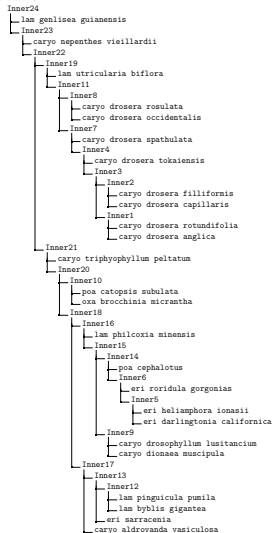 Inner24
lam genlisea guianensis
Inner23
caryo nepenthes vieillardii
Inner22
Inner19
lam utricularia biflora
Inner11
Inner8
caryo drosera rosulata
caryo drosera occidentalis
Inner7
caryo drosera spathulata
Inner4
caryo drosera tokaiensis
Inner3
Inner2
caryo drosera filliformis
caryo drosera capillaris
Inner1
caryo drosera rotundifolia
caryo drosera anglica
Inner21
caryo triphyophyllum peltatum
Inner20
Inner10
poa catopsis subulata
oxa brocchinia micrantha
Inner18
Inner16
lam philcoxia minensis
Inner15
Inner14
poa cephalotus
Inner6
eri roridula gorgonias
Inner5
eri heliamphora ionasii
eri darlingtonia californica
Inner9
caryo drosophyllum lusitancium
caryo dionaea muscipula
Inner17
Inner13
Inner12
lam pinguicula pumila
lam byblis gigantea
eri sarracenia
caryo aldrovanda vasiculosa